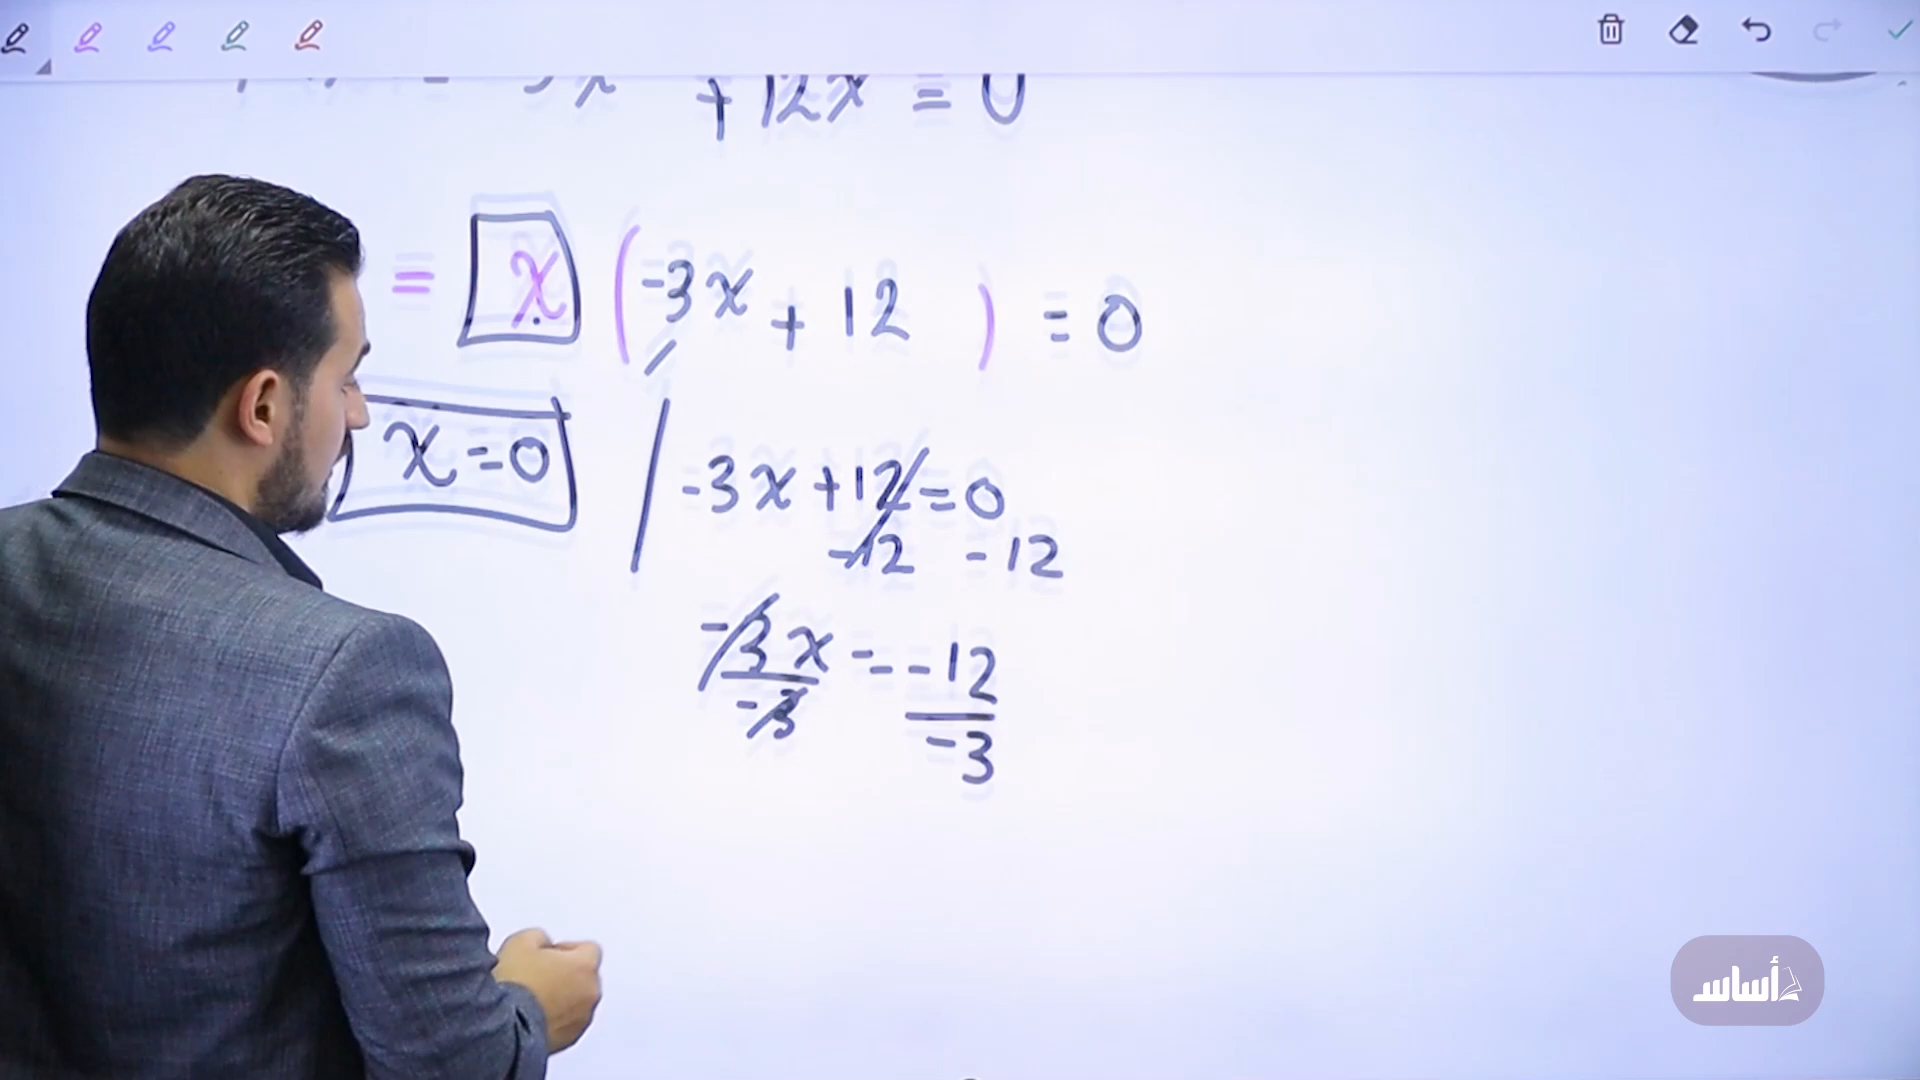 + 12x = 0
= x (-3x + 12) = 0
x = 0
-3x + 12 = 0
-12 -12
-3x = -12
-3 -3
أساس